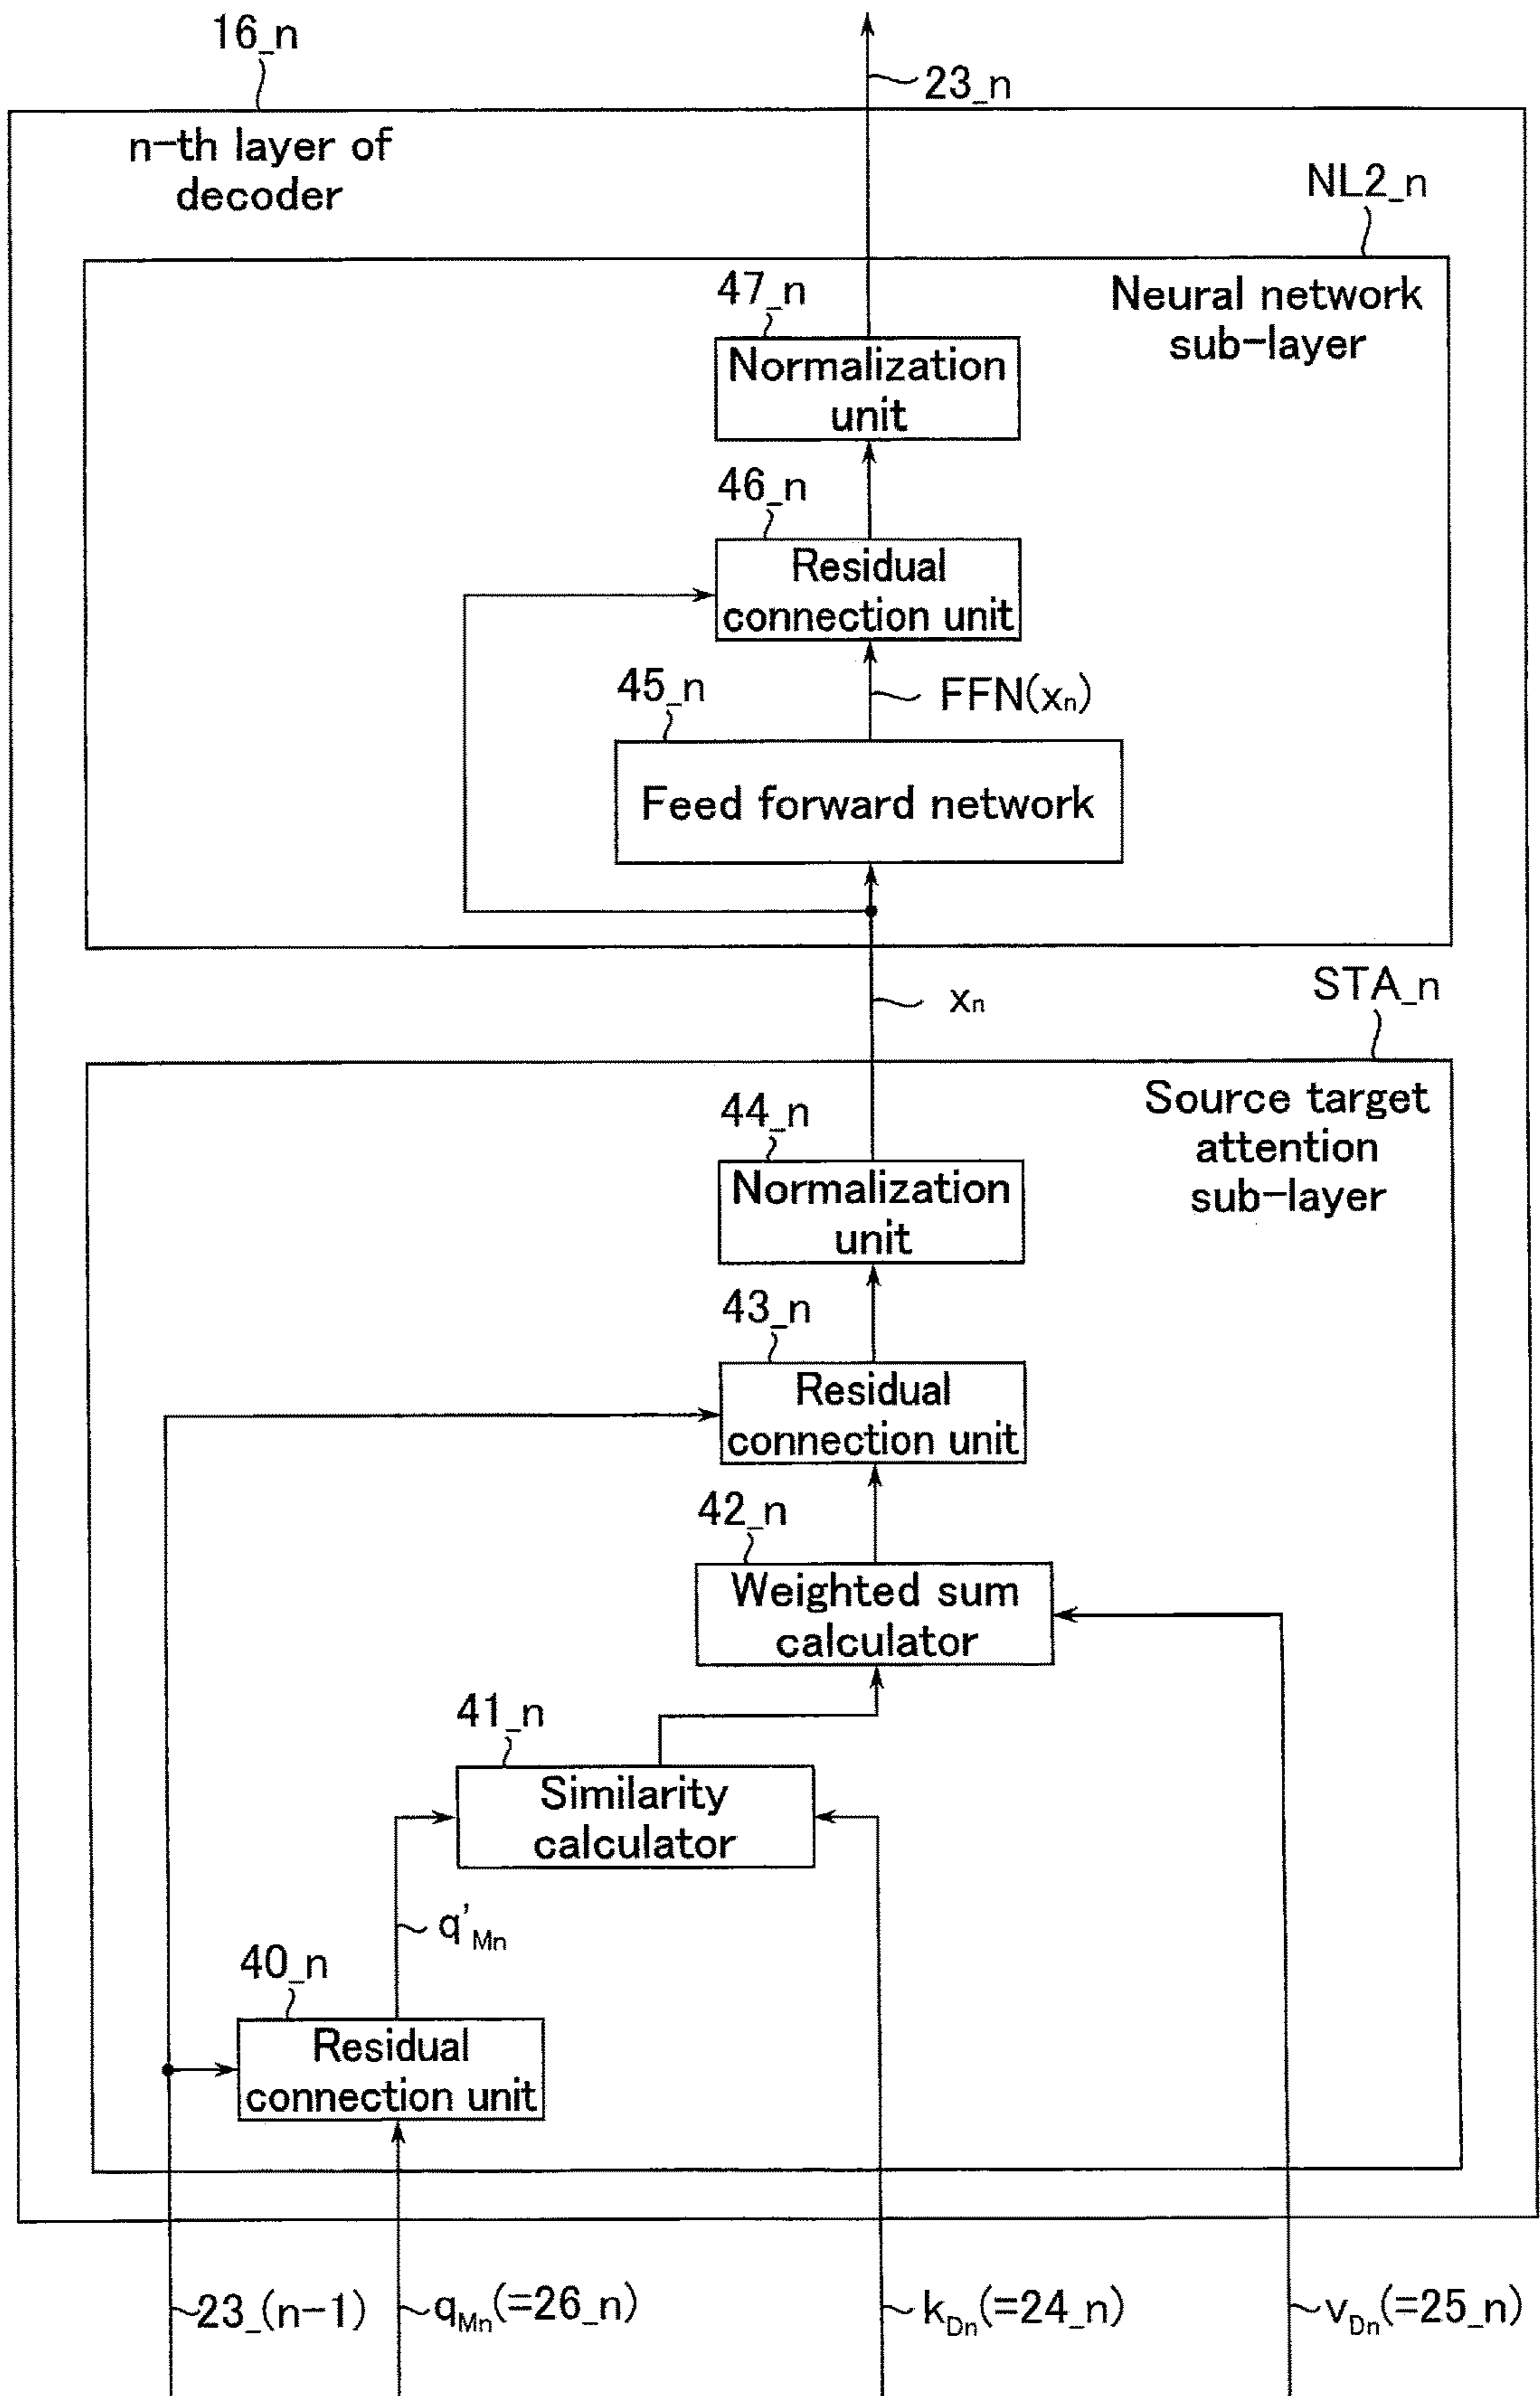 16_n
23_n
n-th layer of
decoder
NL2_n
Neural network
sub-layer
47_n
Normalization
unit
46_n
Residual
connection unit
45_n
FFN(xn)
Feed forward network
xn
STA_n
Source target
attention
sub-layer
44_n
Normalization
unit
43_n
Residual
connection unit
42_n
Weighted sum
calculator
41_n
Similarity
calculator
q'Mn
40_n
Residual
connection unit
23_(n-1)
qMn(=26_n)
kDn(=24_n)
vDn(=25_n)